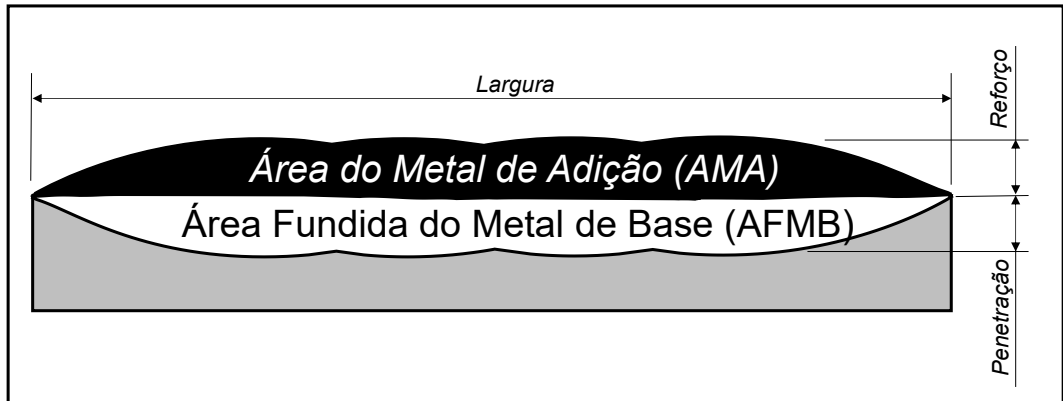 Largura
Reforço
Área do Metal de Adição (AMA)
Área Fundida do Metal de Base (AFMB)
Penetração